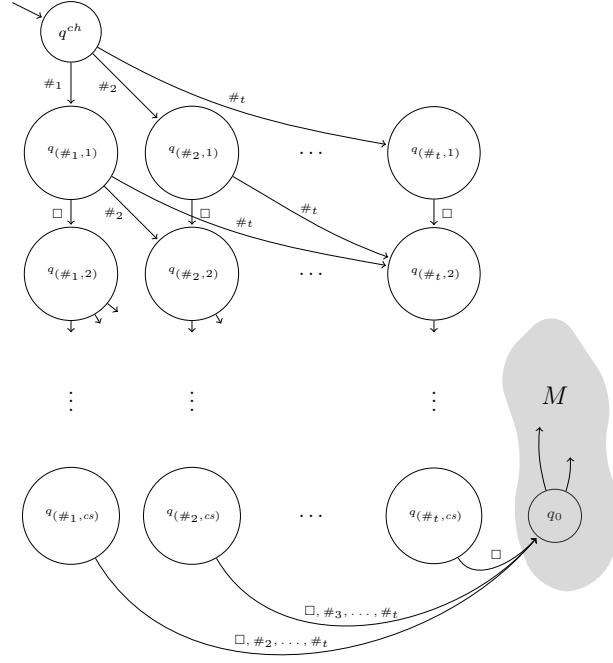 q^{ch}
#_1 #_2 #_t
q_{(#_1,1)} q_{(#_2,1)} … q_{(#_t,1)}
□ #_2 □ #_t #_t □
q_{(#_1,2)} q_{(#_2,2)} … q_{(#_t,2)}
⋮ ⋮ ⋮
M
q_{(#_1,cs)} q_{(#_2,cs)} … q_{(#_t,cs)} q_0
□
□, #_3, …, #_t
□, #_2, …, #_t